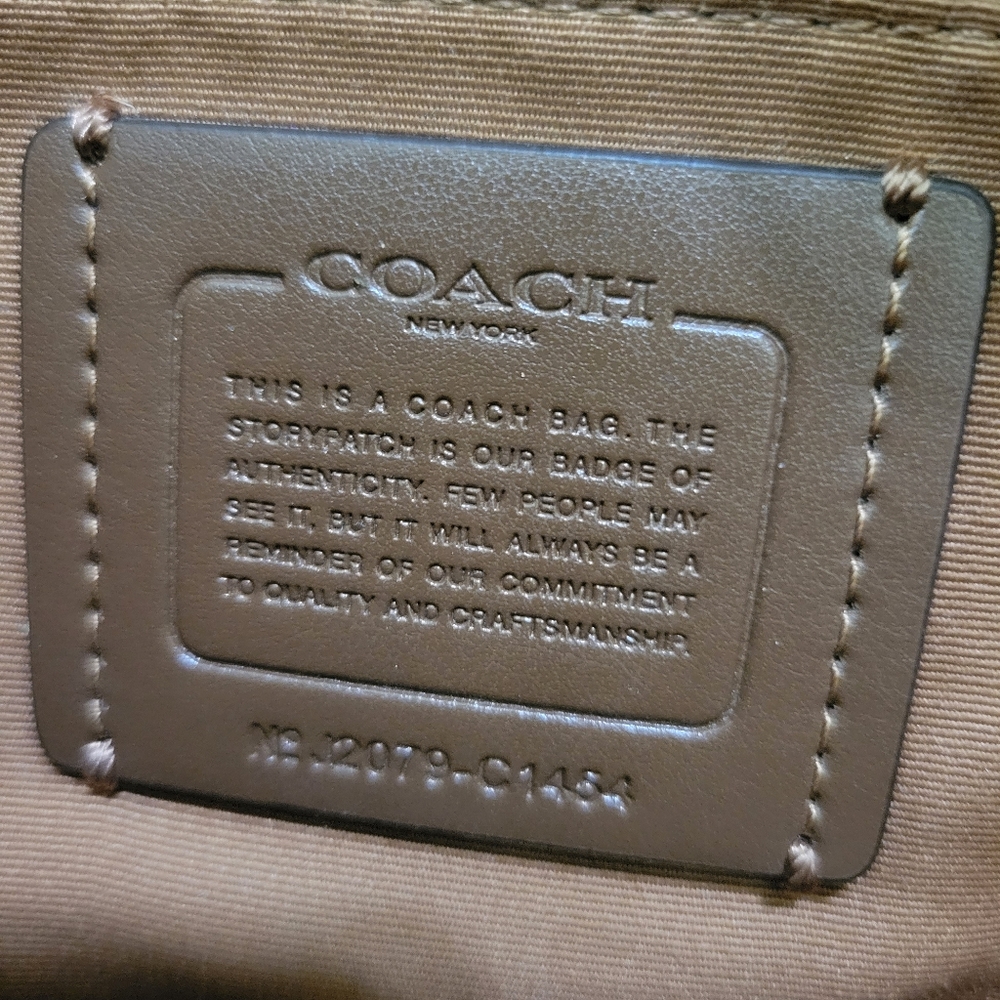 COACH
NEW YORK
THIS IS A COACH BAG. THE
STORYPATCH IS OUR BADGE OF
AUTHENTICITY. FEW PEOPLE MAY
SEE IT, BUT IT WILL ALWAYS BE A
REMINDER OF OUR COMMITMENT
TO QUALITY AND CRAFTSMANSHIP.
Nº J2079-C1454